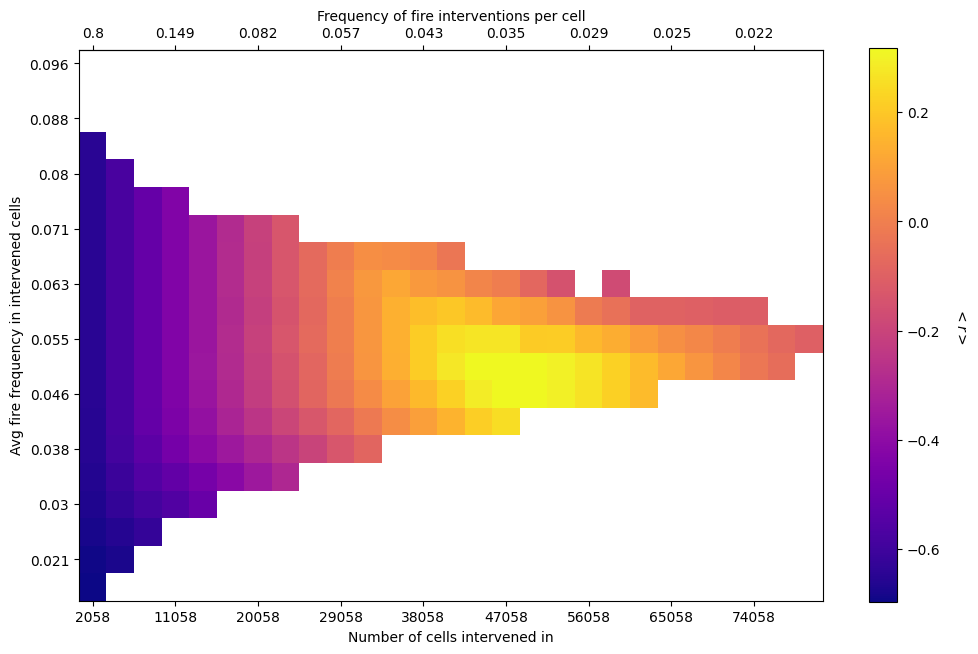 Frequency of fire interventions per cell
0.8 0.149 0.082 0.057 0.043 0.035 0.029 0.025 0.022
Avg fire frequency in intervened cells
0.096
0.088
0.08
0.071
0.063
0.055
0.046
0.038
0.03
0.021
2058 11058 20058 29058 38058 47058 56058 65058 74058
Number of cells intervened in
0.2
0.0
−0.2
−0.4
−0.6
< r >